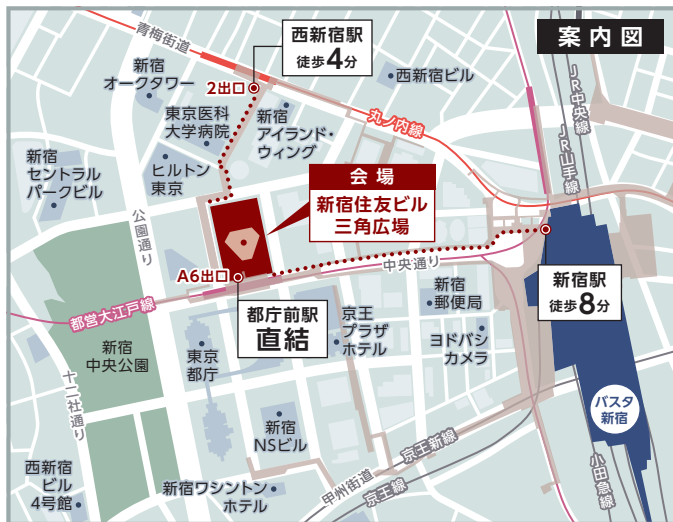 案内図
西新宿駅
徒歩4分
青梅街道
新宿
オークタワー
2出口
西新宿ビル
東京医科
大学病院
新宿
アイランド・
ウィング
丸ノ内線
JR中央線
JR山手線
新宿
セントラル
パークビル
ヒルトン
東京
会場
新宿住友ビル
三角広場
公園通り
A6出口
中央通り
新宿駅
徒歩8分
都営大江戸線
都庁前駅
直結
新宿
郵便局
京王
プラザ
ホテル
ヨドバシ
カメラ
新宿
中央公園
東京
都庁
十二社通り
バスタ
新宿
新宿
NSビル
京王新線
甲州街道
京王線
小田急線
西新宿
ビル
4号館
新宿ワシントン
ホテル